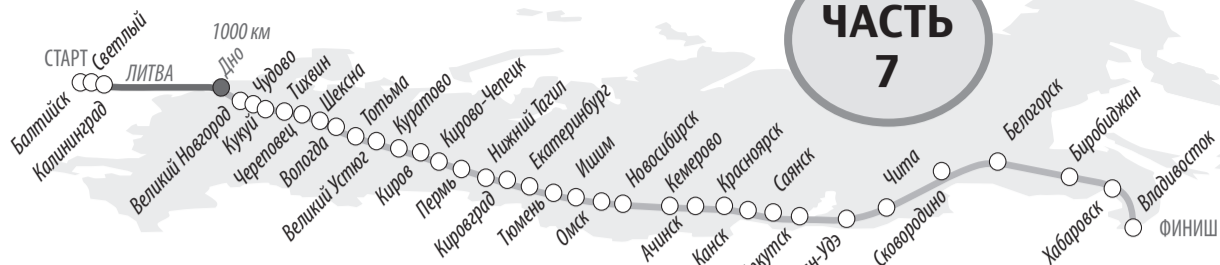 ЧАСТЬ
7
1000 км
СТАРТ
Светлый
ЛИТВА
Дно
Чудово
Тихвин
Шексна
Тотьма
Куратово
Кирово-Чепецк
Нижний Тагил
Екатеринбург
Ишим
Новосибирск
Кемерово
Красноярск
Саянск
Чита
Белогорск
Биробиджан
Владивосток
Балтийск
Калининград
Великий Новгород
Кукуй
Череповец
Вологда
Великий Устюг
Киров
Пермь
Кировград
Тюмень
Омск
Ачинск
Канск
Сковородино
Хабаровск
ФИНИШ